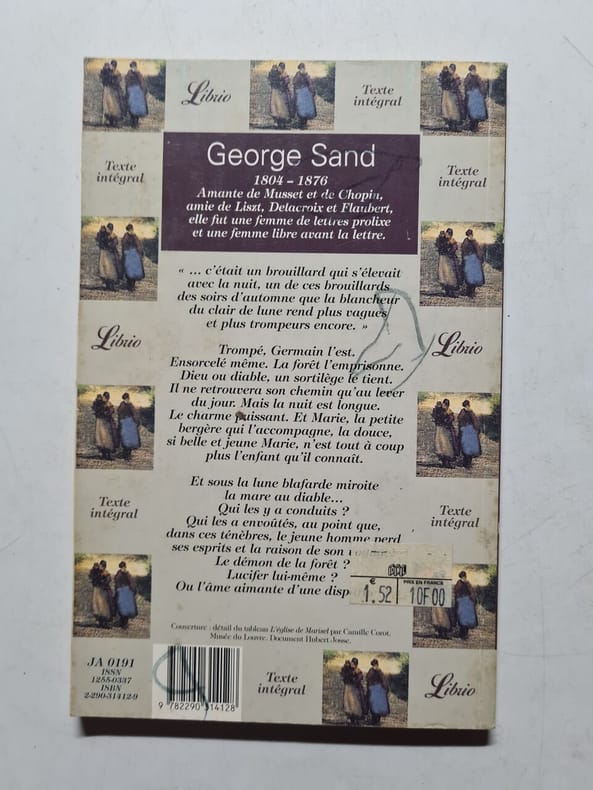 Librio
Texte
intégral
Texte
intégral
George Sand
1804 – 1876
Amante de Musset et de Chopin,
amie de Liszt, Delacroix et Flaubert,
elle fut une femme de lettres prolixe
et une femme libre avant la lettre.
Texte
intégral
« ... c'était un brouillard qui s'élevait
avec la nuit, un de ces brouillards
des soirs d'automne que la blancheur
du clair de lune rend plus vagues
et plus trompeurs encore. »
Librio
Librio
Trompé, Germain l'est.
Ensorcelé même. La forêt l'emprisonne.
Dieu ou diable, un sortilège le tient.
Il ne retrouvera son chemin qu'au lever
du jour. Mais la nuit est longue.
Le charme puissant. Et Marie, la petite
bergère qui l'accompagne, la douce,
si belle et jeune Marie, n'est tout à coup
plus l'enfant qu'il connaît.
Texte
intégral
Texte
intégral
Et sous la lune blafarde miroite
la mare au diable...
Qui les y a conduits ?
Qui les a envoûtés, au point que,
dans ces ténèbres, le jeune homme perd
ses esprits et la raison de son
Le démon de la forêt ?
Lucifer lui-même ?
Ou l'âme aimante d'une
€
1.52
PRIX EN FRANCE
10F00
Couverture : détail du tableau L'église de Marisel par Camille Corot.
Musée du Louvre. Document Hubert Josse.
JA 0191
ISSN
1255-0337
ISBN
2-290-31412-9
9 782290 314128
Texte
intégral
Librio